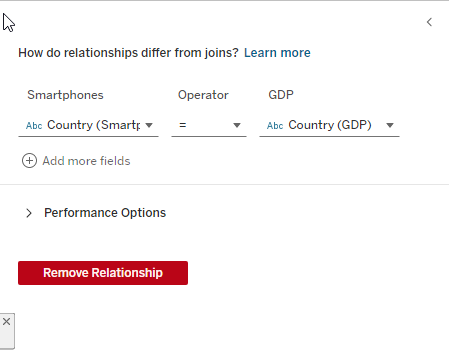 How do relationships differ from joins? Learn more
Smartphones Operator GDP
Abc Country (Smartp = Abc Country (GDP)
Add more fields
Performance Options
Remove Relationship